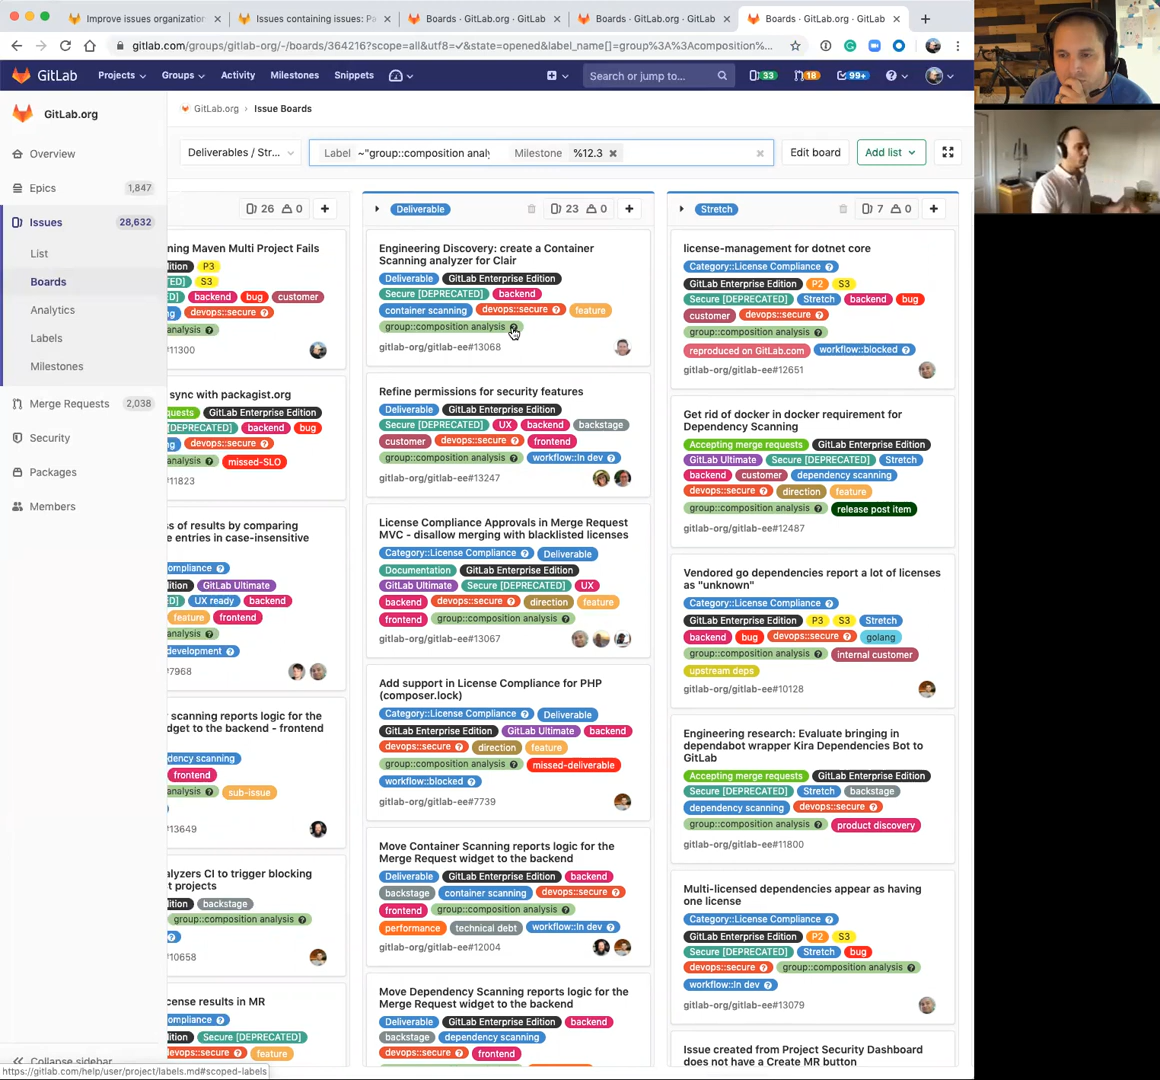 Improve issues organization
Issues containing issues: Pa
Boards · GitLab.org · GitLab
Boards · GitLab.org · GitLab
Boards · GitLab.org · GitLab
gitlab.com/groups/gitlab-org/-/boards/364216?scope=all&utf8=✓&state=opened&label_name[]=group%3A%3Acomposition%...
GitLab Projects Groups Activity Milestones Snippets Search or jump to... 33 18 99+
GitLab.org
Overview
Epics 1,847
Issues 28,632
List
Boards
Analytics
Labels
Milestones
Merge Requests 2,038
Security
Packages
Members
Collapse sidebar
https://gitlab.com/help/user/project/labels.md#scoped-labels
GitLab.org › Issue Boards
Deliverables / Str... Label ~"group::composition analy Milestone %12.3 Edit board Add list
26 0
ning Maven Multi Project Fails
dition P3
ED] S3
ED] backend bug customer
devops::secure
analysis
#11300
sync with packagist.org
quests GitLab Enterprise Edition
[DEPRECATED] backend bug
devops::secure
analysis missed-SLO
#11823
ss of results by comparing
e entries in case-insensitive
ompliance
dition GitLab Ultimate
ED] UX ready backend
feature frontend
analysis
development
#7968
scanning reports logic for the
dget to the backend - frontend
dency scanning
frontend
analysis sub-issue
#13649
alyzers CI to trigger blocking
t projects
dition backstage
group::composition analysis
#10658
cense results in MR
ompliance
dition Secure [DEPRECATED]
devops::secure feature
Deliverable 23 0
Engineering Discovery: create a Container
Scanning analyzer for Clair
Deliverable GitLab Enterprise Edition
Secure [DEPRECATED] backend
container scanning devops::secure feature
group::composition analysis
gitlab-org/gitlab-ee#13068
Refine permissions for security features
Deliverable GitLab Enterprise Edition
Secure [DEPRECATED] UX backend backstage
customer devops::secure frontend
group::composition analysis workflow::In dev
gitlab-org/gitlab-ee#13247
License Compliance Approvals in Merge Request
MVC - disallow merging with blacklisted licenses
Category::License Compliance Deliverable
Documentation GitLab Enterprise Edition
GitLab Ultimate Secure [DEPRECATED] UX
backend devops::secure direction feature
frontend group::composition analysis
gitlab-org/gitlab-ee#13067
Add support in License Compliance for PHP
(composer.lock)
Category::License Compliance Deliverable
GitLab Enterprise Edition GitLab Ultimate backend
devops::secure direction feature
group::composition analysis missed-deliverable
workflow::blocked
gitlab-org/gitlab-ee#7739
Move Container Scanning reports logic for the
Merge Request widget to the backend
Deliverable GitLab Enterprise Edition backend
backstage container scanning devops::secure
frontend group::composition analysis
performance technical debt workflow::In dev
gitlab-org/gitlab-ee#12004
Move Dependency Scanning reports logic for the
Merge Request widget to the backend
Deliverable GitLab Enterprise Edition backend
backstage dependency scanning
devops::secure frontend
Stretch 7 0
license-management for dotnet core
Category::License Compliance
GitLab Enterprise Edition P2 S3
Secure [DEPRECATED] Stretch backend bug
customer devops::secure
group::composition analysis
reproduced on GitLab.com workflow::blocked
gitlab-org/gitlab-ee#12651
Get rid of docker in docker requirement for
Dependency Scanning
Accepting merge requests GitLab Enterprise Edition
GitLab Ultimate Secure [DEPRECATED] Stretch
backend customer dependency scanning
devops::secure direction feature
group::composition analysis release post item
gitlab-org/gitlab-ee#12487
Vendored go dependencies report a lot of licenses
as "unknown"
Category::License Compliance
GitLab Enterprise Edition P3 S3 Stretch
backend bug devops::secure golang
group::composition analysis internal customer
upstream deps
gitlab-org/gitlab-ee#10128
Engineering research: Evaluate bringing in
dependabot wrapper Kira Dependencies Bot to
GitLab
Accepting merge requests GitLab Enterprise Edition
Secure [DEPRECATED] Stretch backstage
dependency scanning devops::secure
group::composition analysis product discovery
gitlab-org/gitlab-ee#11800
Multi-licensed dependencies appear as having
one license
Category::License Compliance
GitLab Enterprise Edition P2 S3
Secure [DEPRECATED] Stretch bug
devops::secure group::composition analysis
workflow::In dev
gitlab-org/gitlab-ee#13079
Issue created from Project Security Dashboard
does not have a Create MR button